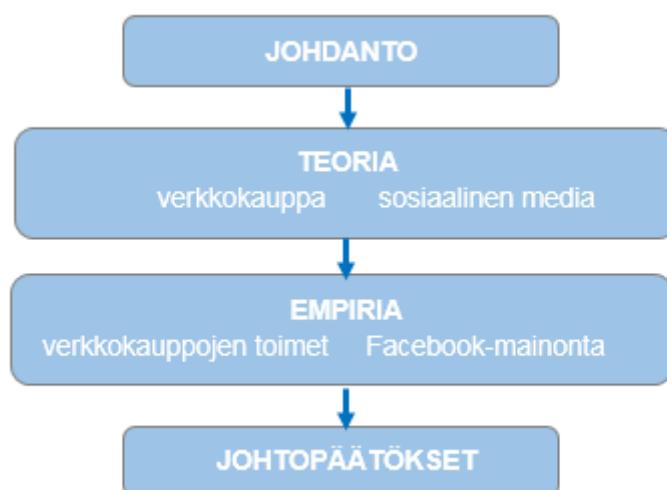 JOHDANTO
TEORIA
verkkokauppa sosiaalinen media
EMPIRIA
verkkokauppojen toimet Facebook-mainonta
JOHTOPÄÄTÖKSET